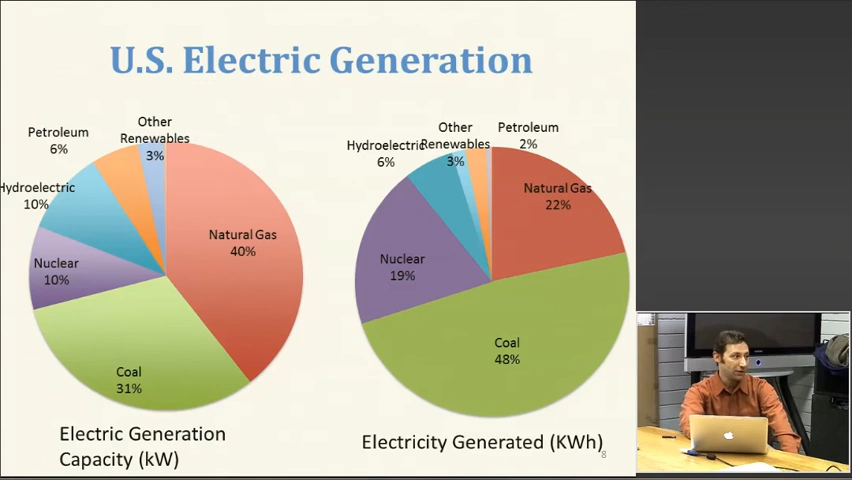 U.S. Electric Generation
Other
Renewables
3%
Petroleum
6%
Hydroelectric
10%
Nuclear
10%
Natural Gas
40%
Coal
31%
Electric Generation
Capacity (kW)
Other
Renewables
3%
Petroleum
2%
Hydroelectric
6%
Natural Gas
22%
Nuclear
19%
Coal
48%
Electricity Generated (KWh)
8